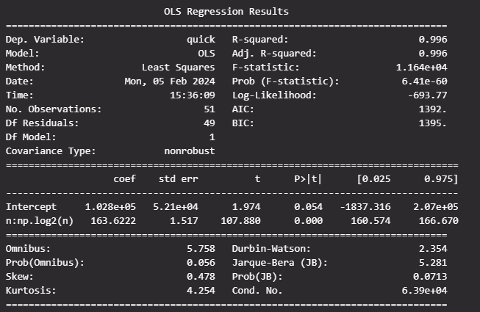 OLS Regression Results
==============================================================================
Dep. Variable: quick R-squared: 0.996
Model: OLS Adj. R-squared: 0.996
Method: Least Squares F-statistic: 1.164e+04
Date: Mon, 05 Feb 2024 Prob (F-statistic): 6.41e-60
Time: 15:36:09 Log-Likelihood: -693.77
No. Observations: 51 AIC: 1392.
Df Residuals: 49 BIC: 1395.
Df Model: 1
Covariance Type: nonrobust
==============================================================================
coef std err t P>|t| [0.025 0.975]
------------------------------------------------------------------------------
Intercept 1.028e+05 5.21e+04 1.974 0.054 -1837.316 2.07e+05
n:np.log2(n) 163.6222 1.517 107.880 0.000 160.574 166.670
==============================================================================
Omnibus: 5.758 Durbin-Watson: 2.354
Prob(Omnibus): 0.056 Jarque-Bera (JB): 5.281
Skew: 0.478 Prob(JB): 0.0713
Kurtosis: 4.254 Cond. No. 6.39e+04
==============================================================================